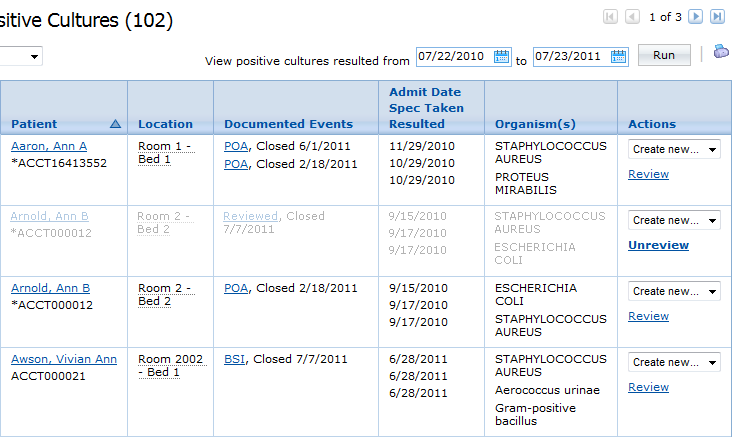 sitive Cultures (102)
1 of 3
View positive cultures resulted from 07/22/2010 to 07/23/2011 Run
Admit Date
Spec Taken
Patient Location Documented Events Resulted Organism(s) Actions
Aaron, Ann A
*ACCT16413552
Room 1 -
Bed 1
POA, Closed 6/1/2011
POA, Closed 2/18/2011
11/29/2010
10/29/2010
10/29/2010
STAPHYLOCOCCUS
AUREUS
PROTEUS
MIRABILIS
Create new...
Review
Arnold, Ann B
*ACCT000012
Room 2 -
Bed 2
Reviewed, Closed
7/7/2011
9/15/2010
9/17/2010
9/17/2010
STAPHYLOCOCCUS
AUREUS
ESCHERICHIA
COLI
Create new...
Unreview
Arnold, Ann B
*ACCT000012
Room 2 -
Bed 2
POA, Closed 2/18/2011
9/15/2010
9/17/2010
9/17/2010
ESCHERICHIA
COLI
STAPHYLOCOCCUS
AUREUS
Create new...
Review
Awson, Vivian Ann
ACCT000021
Room 2002
- Bed 1
BSI, Closed 7/7/2011
6/28/2011
6/28/2011
6/28/2011
STAPHYLOCOCCUS
AUREUS
Aerococcus urinae
Gram-positive
bacillus
Create new...
Review